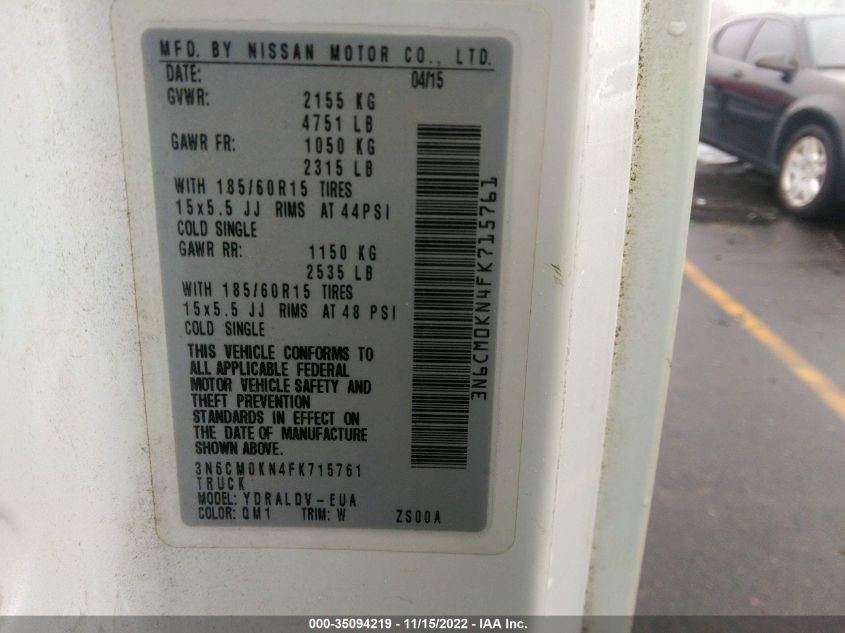 MFD. BY NISSAN MOTOR CO., LTD.
DATE: 04/15
GVWR: 2155 KG
4751 LB
GAWR FR: 1050 KG
2315 LB
WITH 185/60R15 TIRES
15x5.5 JJ RIMS AT 44PSI
COLD SINGLE
GAWR RR: 1150 KG
2535 LB
WITH 185/60R15 TIRES
15x5.5 JJ RIMS AT 48 PSI
COLD SINGLE
THIS VEHICLE CONFORMS TO
ALL APPLICABLE FEDERAL
MOTOR VEHICLE SAFETY AND
THEFT PREVENTION
STANDARDS IN EFFECT ON
THE DATE OF MANUFACTURE
SHOWN ABOVE.
3N6CM0KN4FK715761
TRUCK
MODEL: YDRALDV-EUA
COLOR: QM1 TRIM: W ZS00A
3N6CM0KN4FK715761
000-35094219 - 11/15/2022 - IAA Inc.